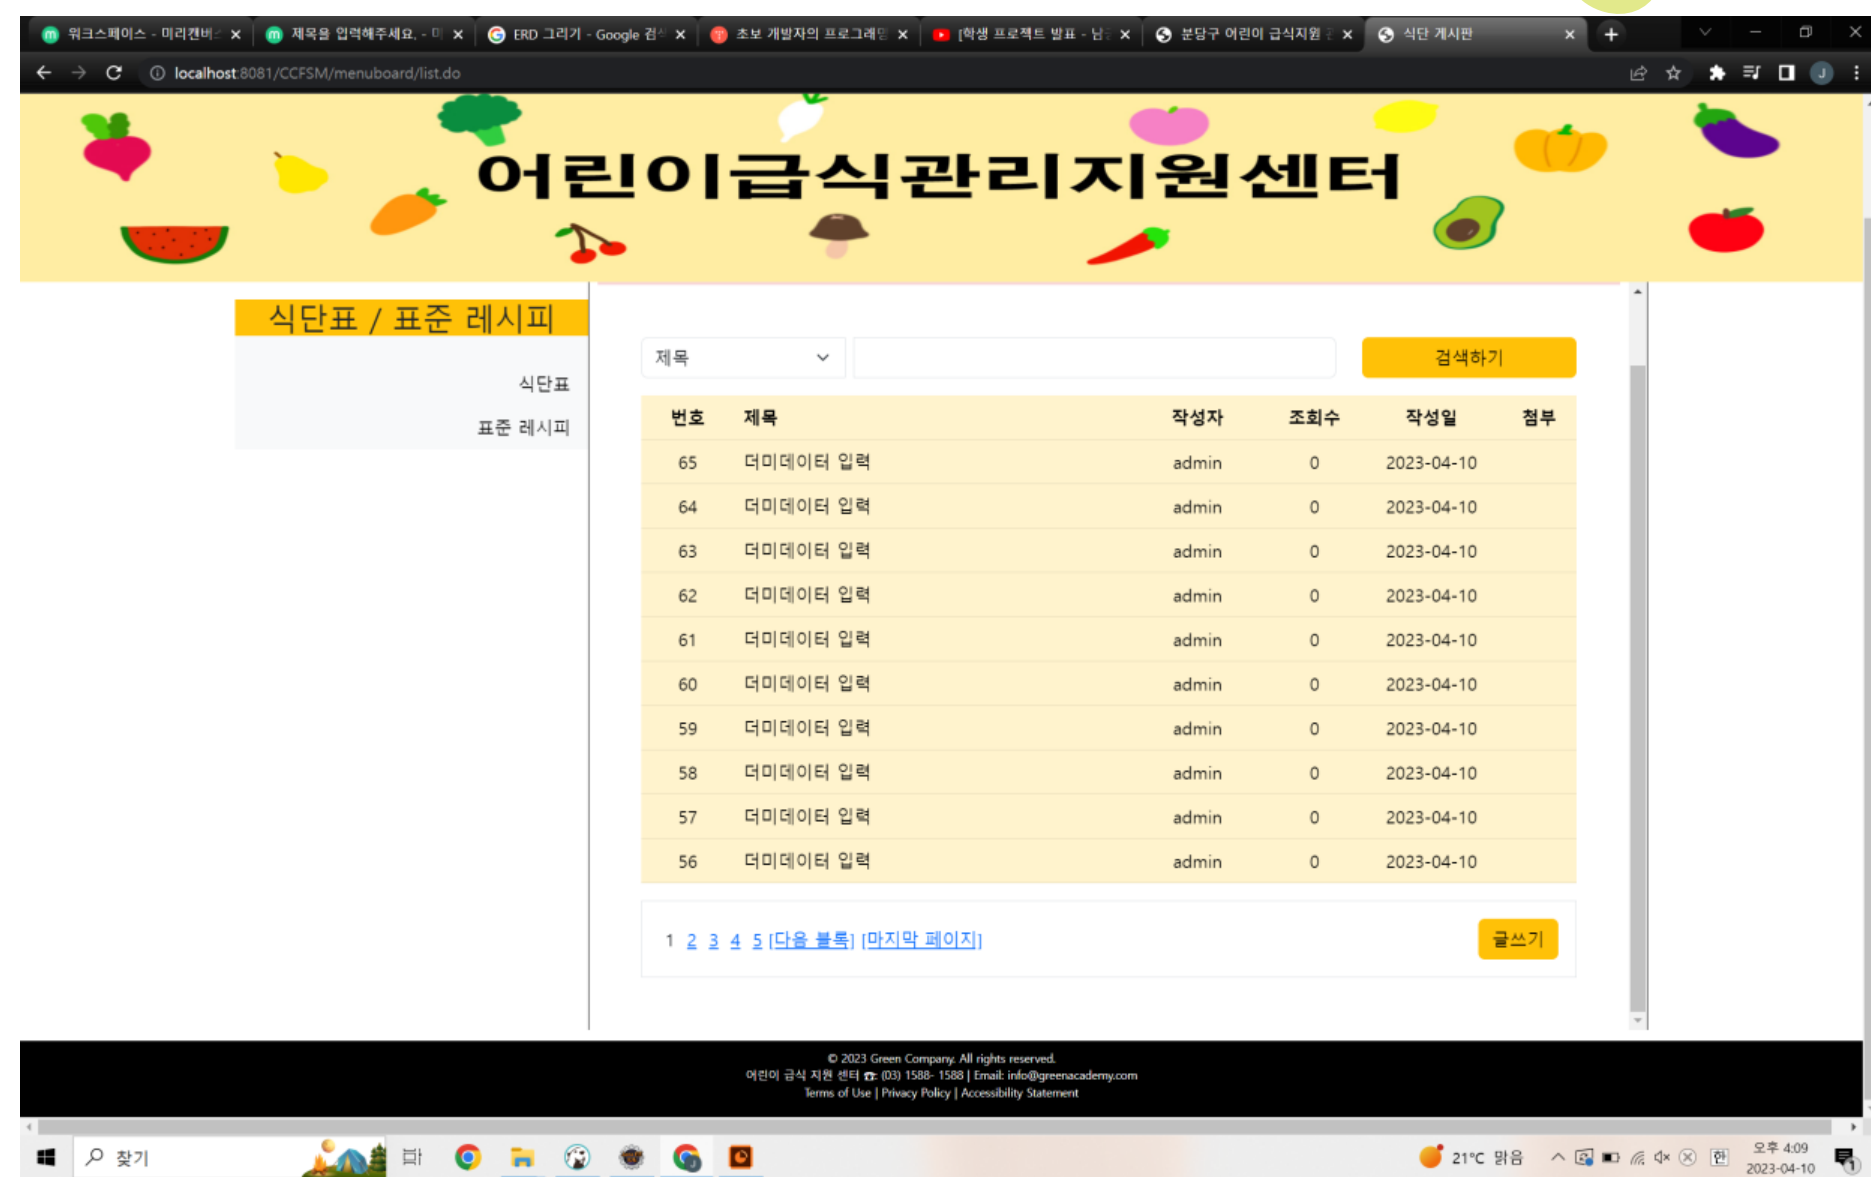 워크스페이스 - 미리캔버스
제목을 입력해주세요. - 미
ERD 그리기 - Google 검색
초보 개발자의 프로그래밍
[학생 프로젝트 발표 - 남
분당구 어린이 급식지원
식단 게시판
localhost:8081/CCFSM/menuboard/list.do
J
어린이급식관리지원센터
식단표 / 표준 레시피
식단표
표준 레시피
제목
검색하기
번호 제목 작성자 조회수 작성일 첨부
65 더미데이터 입력 admin 0 2023-04-10
64 더미데이터 입력 admin 0 2023-04-10
63 더미데이터 입력 admin 0 2023-04-10
62 더미데이터 입력 admin 0 2023-04-10
61 더미데이터 입력 admin 0 2023-04-10
60 더미데이터 입력 admin 0 2023-04-10
59 더미데이터 입력 admin 0 2023-04-10
58 더미데이터 입력 admin 0 2023-04-10
57 더미데이터 입력 admin 0 2023-04-10
56 더미데이터 입력 admin 0 2023-04-10
1 2 3 4 5 [다음 블록] [마지막 페이지]
글쓰기
© 2023 Green Company. All rights reserved.
어린이 급식 지원 센터 ☎: (03) 1588- 1588 | Email: info@greenacademy.com
Terms of Use | Privacy Policy | Accessibility Statement
찾기
21°C 맑음
한
오후 4:09
2023-04-10
1